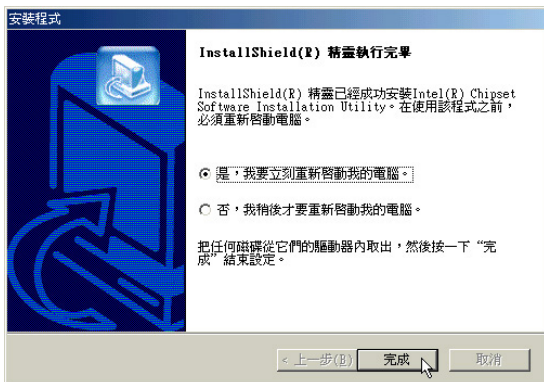 安裝程式
InstallShield(R) 精靈執行完畢
InstallShield(R) 精靈已經成功安裝Intel(R) Chipset
Software Installation Utility。在使用該程式之前，
必須重新啓動電腦。
是，我要立刻重新啓動我的電腦。
否，我稍後才要重新啓動我的電腦。
把任何磁碟從它們的驅動器內取出，然後按一下 “完
成” 結束設定。
< 上一步(B)
完成
取消